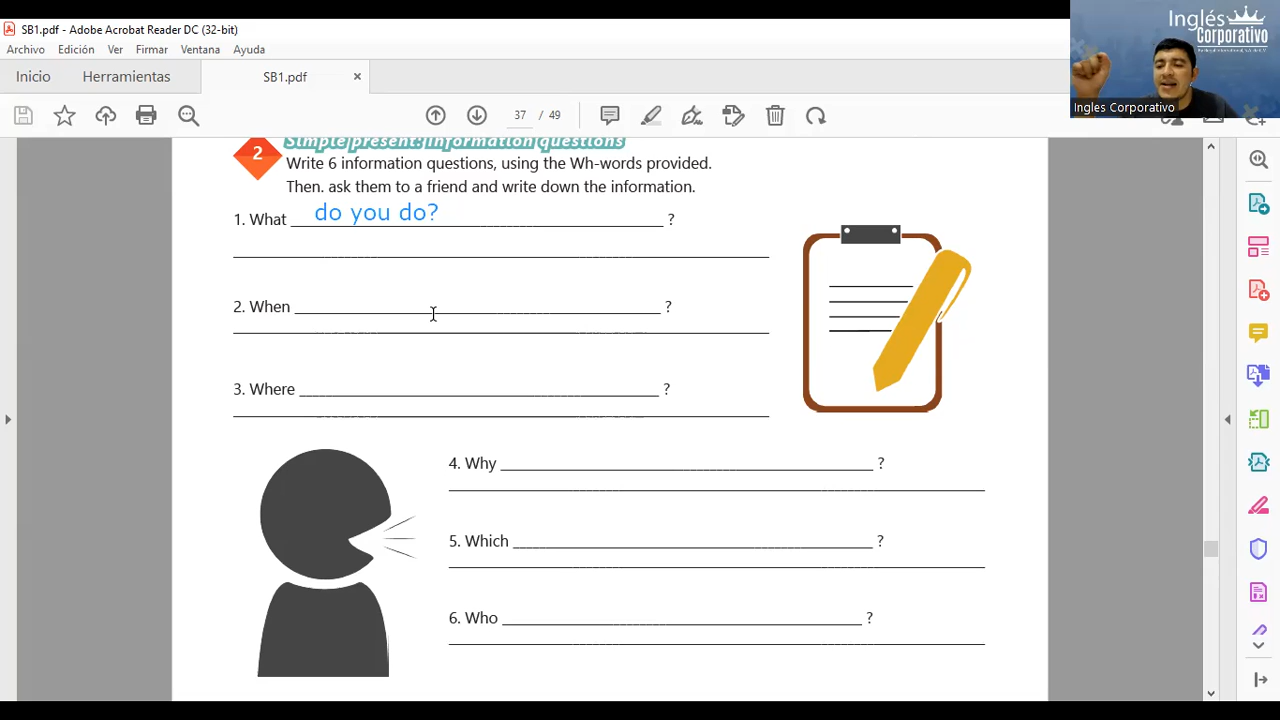 SB1.pdf - Adobe Acrobat Reader DC (32-bit)
Archivo Edición Ver Firmar Ventana Ayuda
Inicio Herramientas SB1.pdf ×
37 / 49
Inglés
Corporativo
Ingles Corporativo
2
Simple present: Information questions
Write 6 information questions, using the Wh-words provided.
Then. ask them to a friend and write down the information.
1. What do you do? ?
2. When ?
3. Where ?
4. Why ?
5. Which ?
6. Who ?